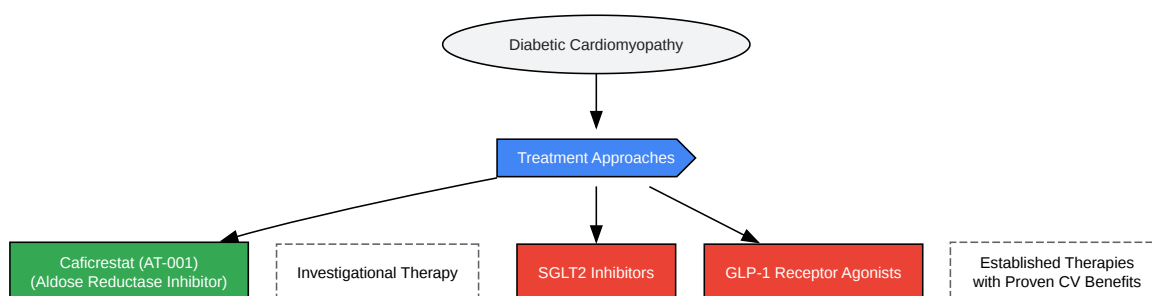 Diabetic Cardiomyopathy
Treatment Approaches
Caficrestat (AT-001)
(Aldose Reductase Inhibitor)
Investigational Therapy
SGLT2 Inhibitors
GLP-1 Receptor Agonists
Established Therapies
with Proven CV Benefits